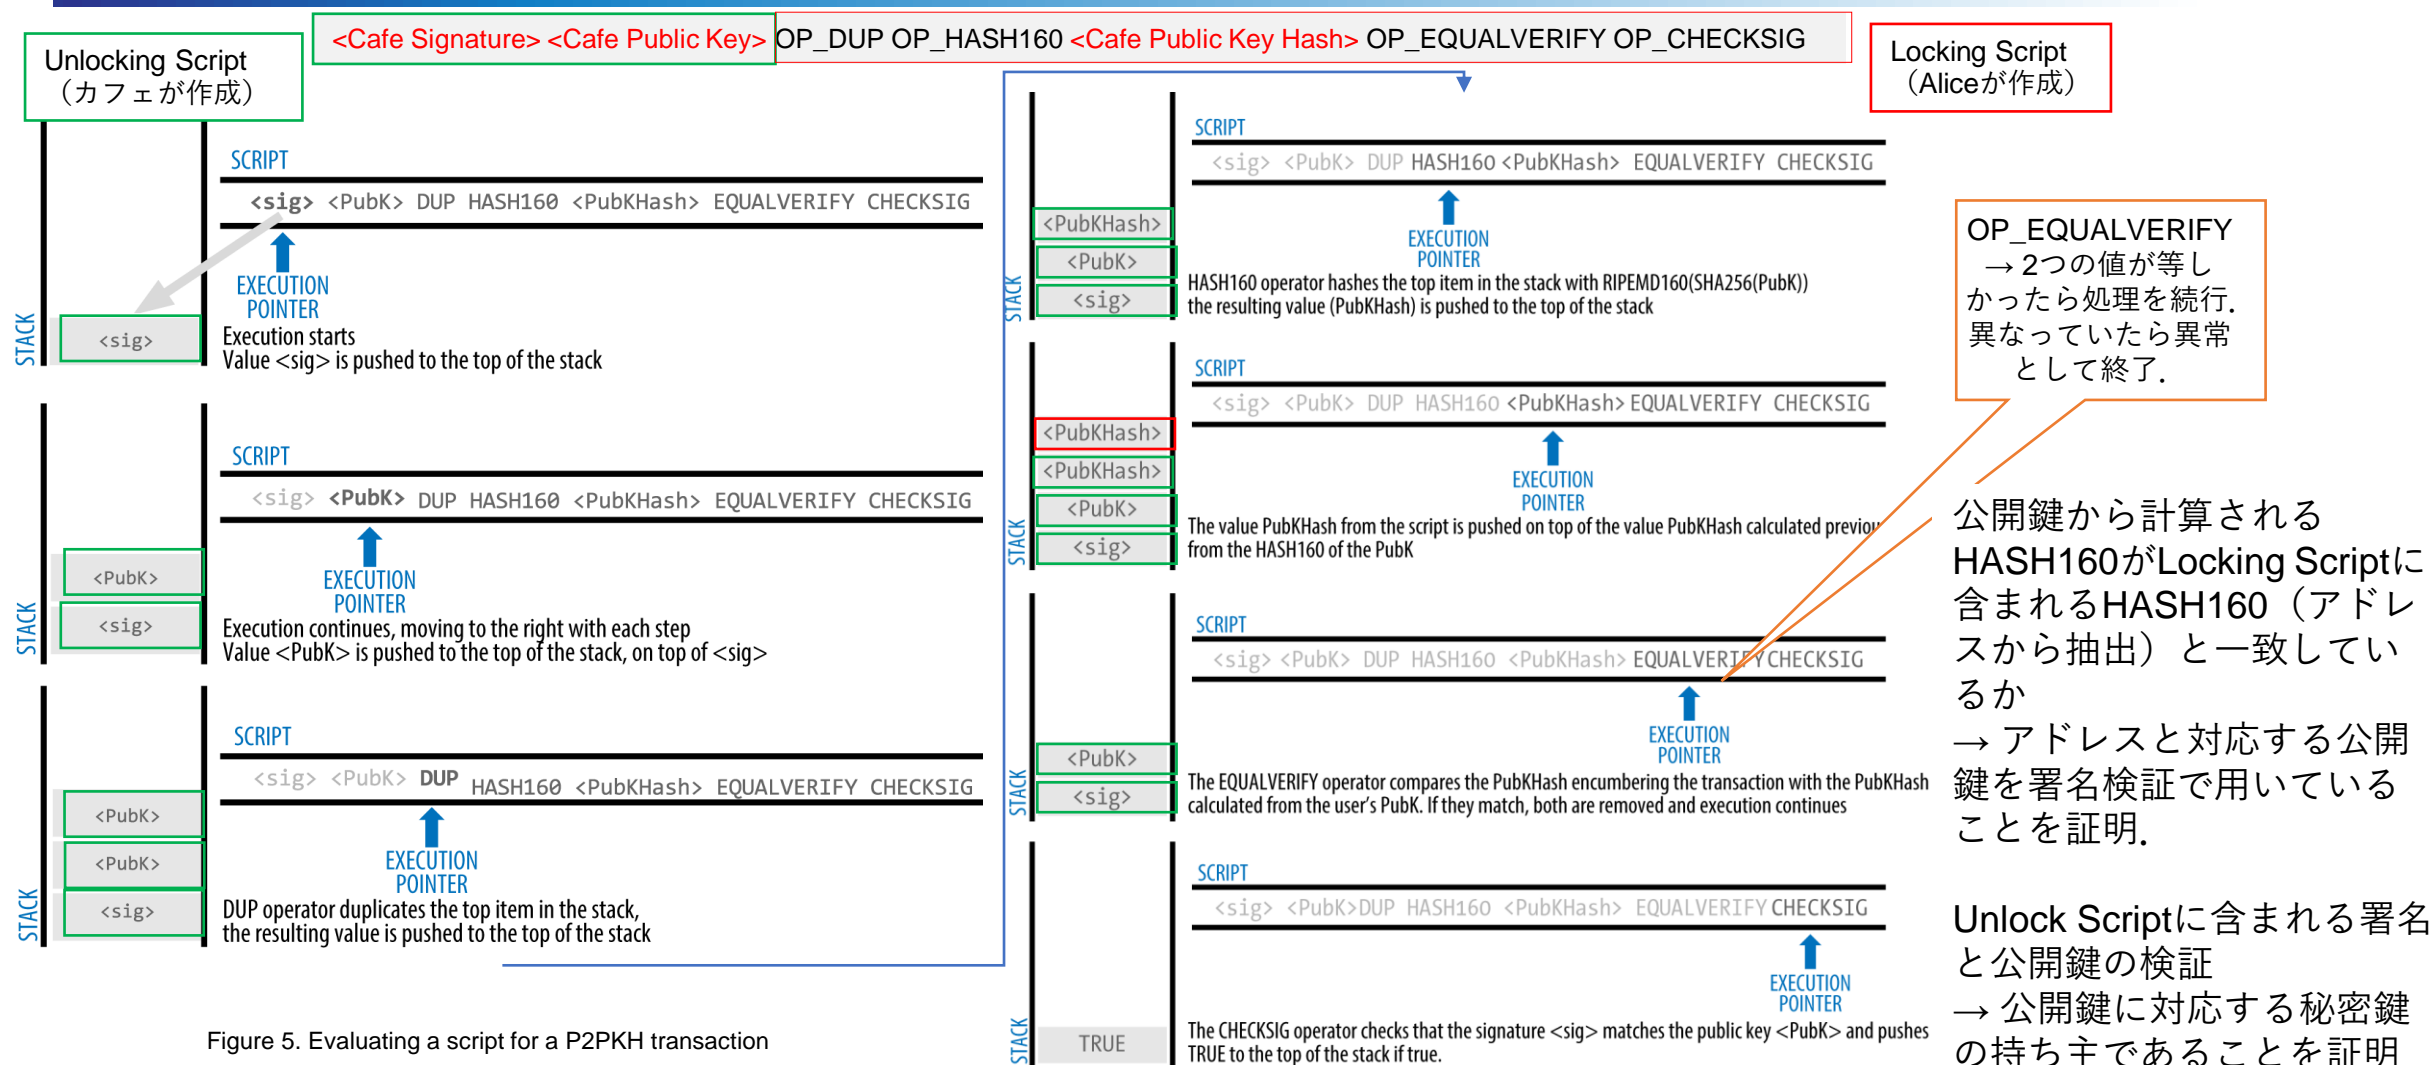 <Cafe Signature> <Cafe Public Key> OP_DUP OP_HASH160 <Cafe Public Key Hash> OP_EQUALVERIFY OP_CHECKSIG
Unlocking Script
（カフェが作成）
Locking Script
（Aliceが作成）
SCRIPT
<sig> <PubK> DUP HASH160 <PubKHash> EQUALVERIFY CHECKSIG
EXECUTION
POINTER
STACK
<sig>
Execution starts
Value <sig> is pushed to the top of the stack
SCRIPT
<sig> <PubK> DUP HASH160 <PubKHash> EQUALVERIFY CHECKSIG
EXECUTION
POINTER
STACK
<PubK>
<sig>
Execution continues, moving to the right with each step
Value <PubK> is pushed to the top of the stack, on top of <sig>
SCRIPT
<sig> <PubK> DUP HASH160 <PubKHash> EQUALVERIFY CHECKSIG
EXECUTION
POINTER
STACK
<PubK>
<PubK>
<sig>
DUP operator duplicates the top item in the stack,
the resulting value is pushed to the top of the stack
Figure 5. Evaluating a script for a P2PKH transaction
SCRIPT
<sig> <PubK> DUP HASH160 <PubKHash> EQUALVERIFY CHECKSIG
EXECUTION
POINTER
STACK
<PubKHash>
<PubK>
<sig>
HASH160 operator hashes the top item in the stack with RIPEMD160(SHA256(PubK))
the resulting value (PubKHash) is pushed to the top of the stack
SCRIPT
<sig> <PubK> DUP HASH160 <PubKHash> EQUALVERIFY CHECKSIG
EXECUTION
POINTER
STACK
<PubKHash>
<PubKHash>
<PubK>
<sig>
The value PubKHash from the script is pushed on top of the value PubKHash calculated previou
from the HASH160 of the PubK
SCRIPT
<sig> <PubK> DUP HASH160 <PubKHash> EQUALVERIFY CHECKSIG
EXECUTION
POINTER
STACK
<PubK>
<sig>
The EQUALVERIFY operator compares the PubKHash encumbering the transaction with the PubKHash
calculated from the user's PubK. If they match, both are removed and execution continues
SCRIPT
<sig> <PubK>DUP HASH160 <PubKHash> EQUALVERIFY CHECKSIG
EXECUTION
POINTER
STACK
TRUE
The CHECKSIG operator checks that the signature <sig> matches the public key <PubK> and pushes
TRUE to the top of the stack if true.
OP_EQUALVERIFY
→ 2つの値が等し
かったら処理を続行.
異なっていたら異常
として終了.
公開鍵から計算される
HASH160がLocking Scriptに
含まれるHASH160（アドレ
スから抽出）と一致してい
るか
→ アドレスと対応する公開
鍵を署名検証で用いている
ことを証明.
Unlock Scriptに含まれる署名
と公開鍵の検証
→ 公開鍵に対応する秘密鍵
の持ち主であることを証明